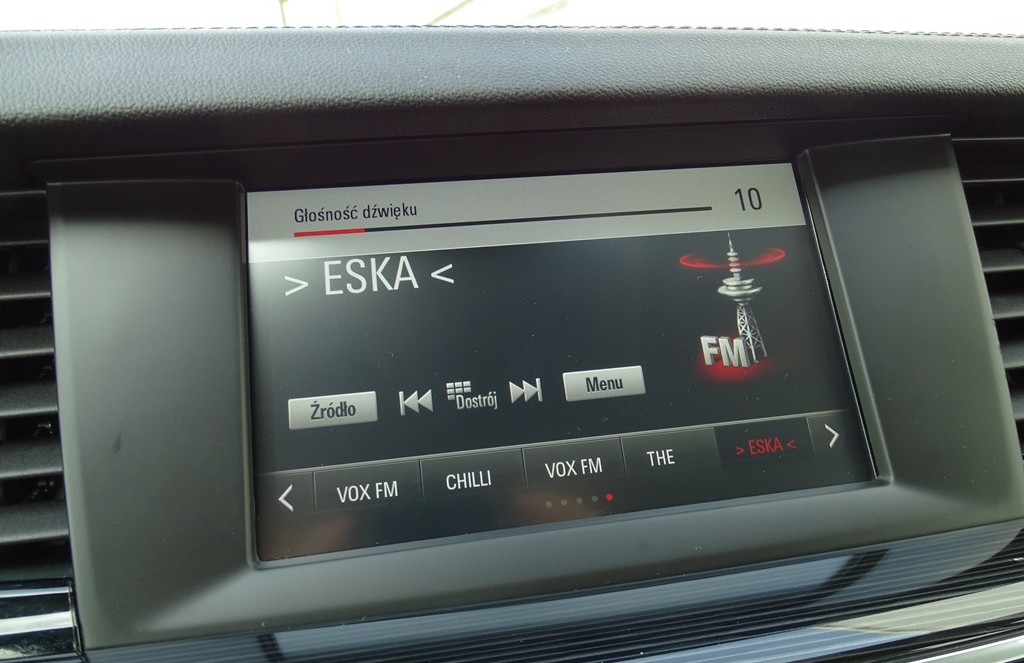 Głośność dźwięku 10
> ESKA <
FM
Źródło Dostrój Menu
VOX FM CHILLI VOX FM THE > ESKA <